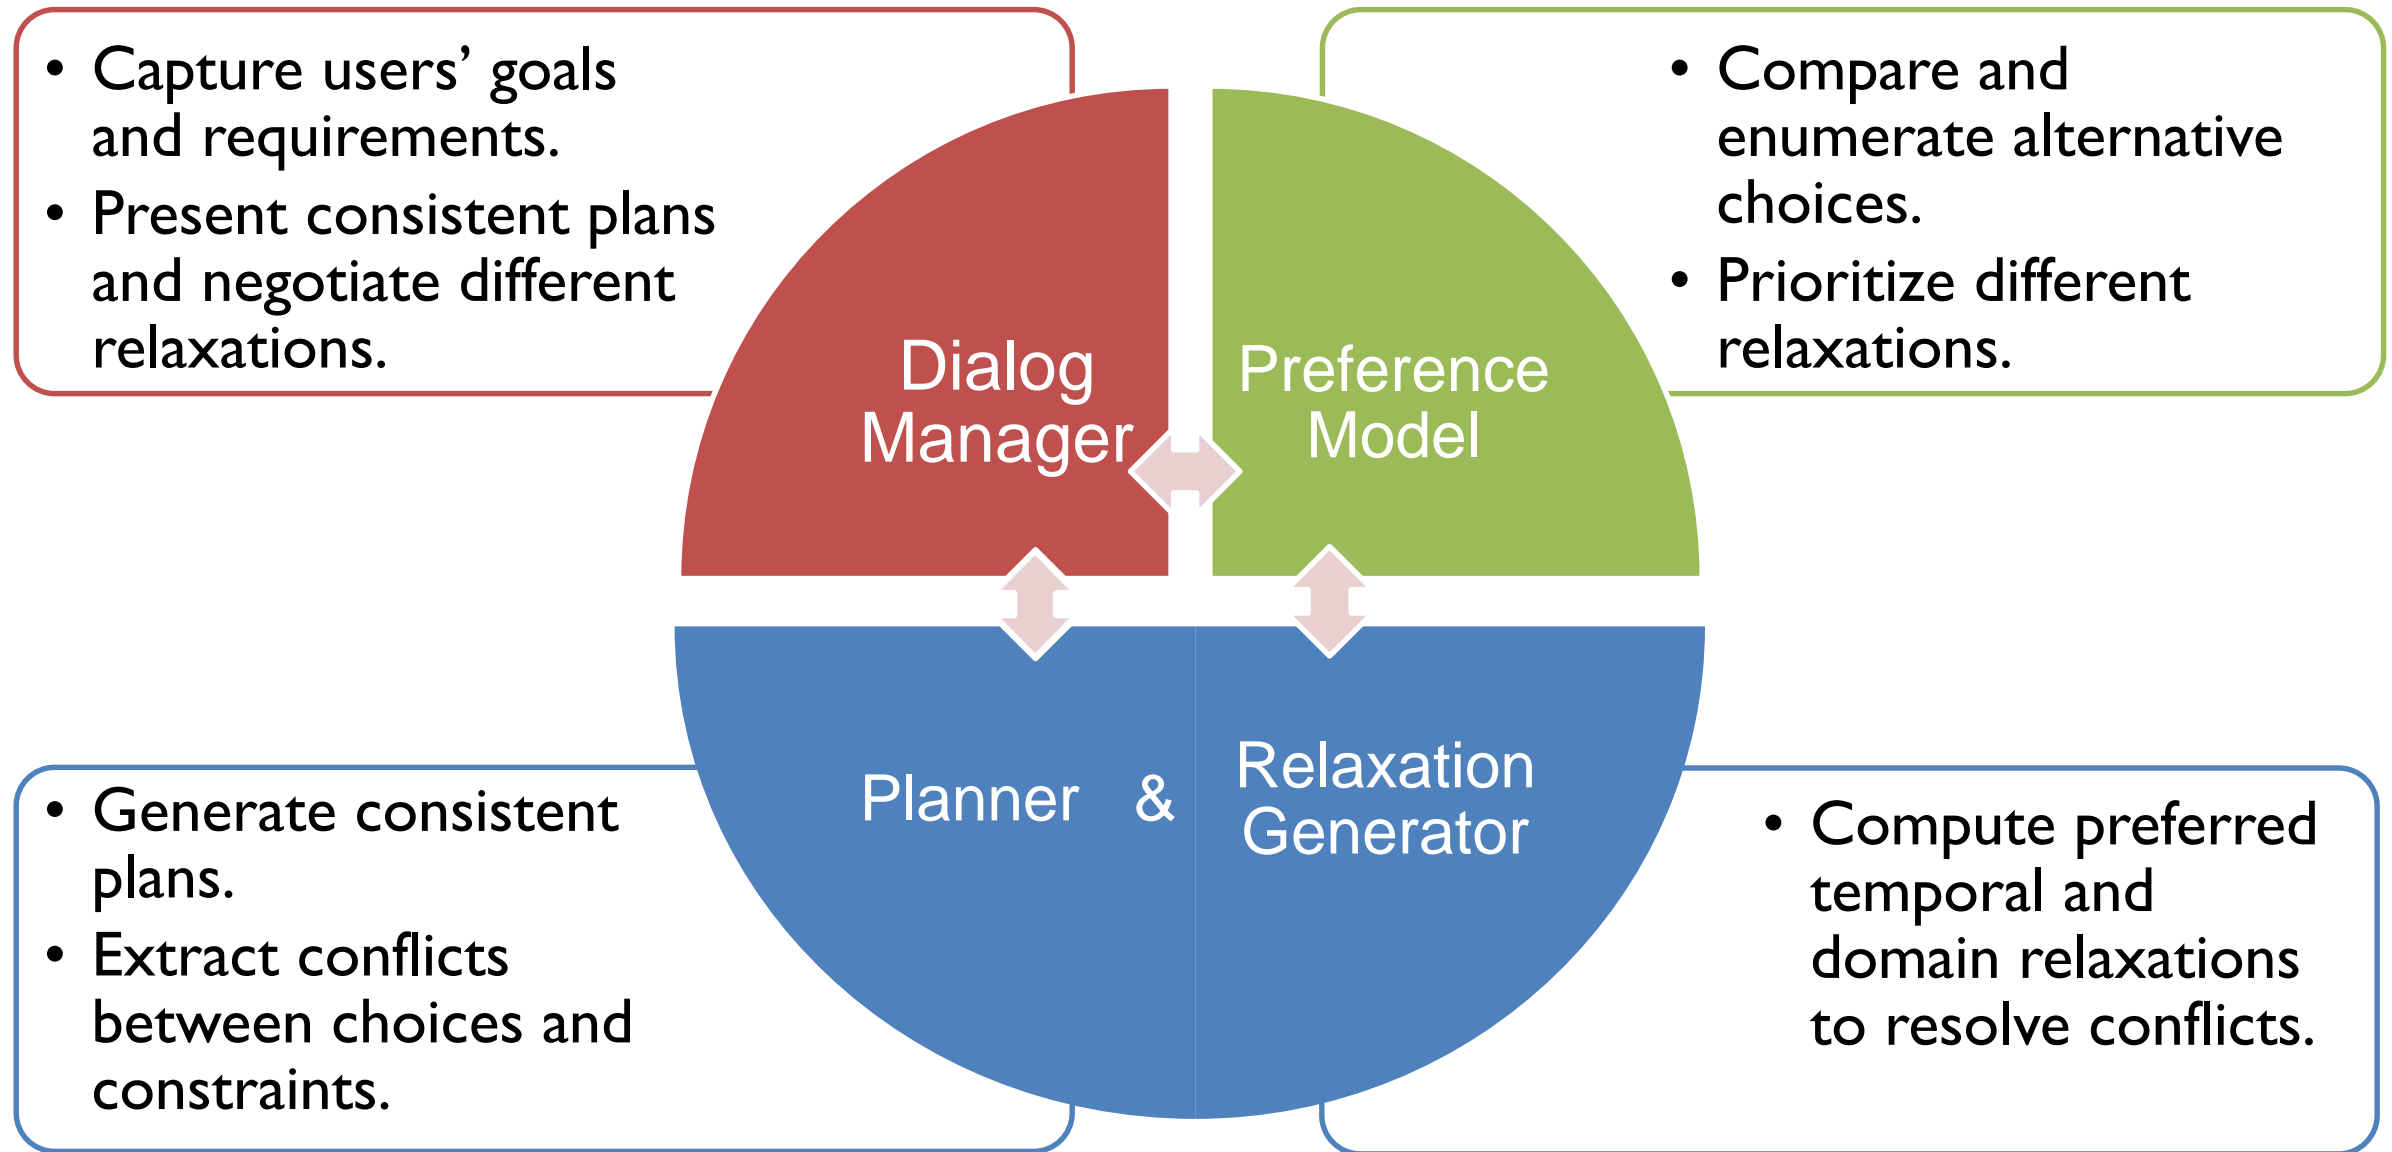 • Capture users’ goals
and requirements.
• Present consistent plans
and negotiate different
relaxations.
• Compare and
enumerate alternative
choices.
• Prioritize different
relaxations.
Dialog
Manager
Preference
Model
Planner &
Relaxation
Generator
• Generate consistent
plans.
• Extract conflicts
between choices and
constraints.
• Compute preferred
temporal and
domain relaxations
to resolve conflicts.